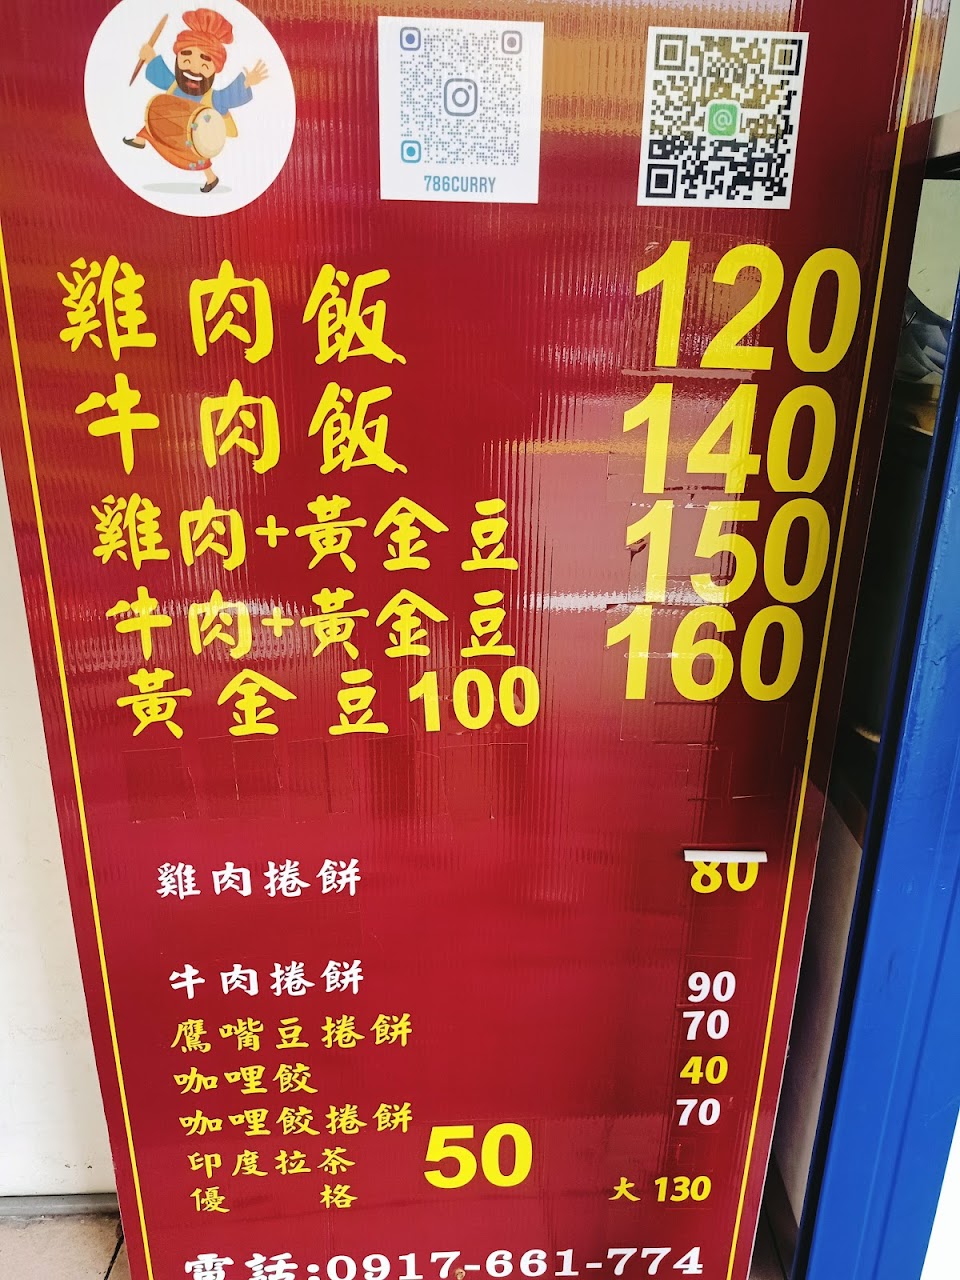 786CURRY
雞肉飯 120
牛肉飯 140
雞肉+黃金豆 150
牛肉+黃金豆 160
黃金豆100
雞肉捲餅 80
牛肉捲餅 90
鷹嘴豆捲餅 70
咖哩餃 40
咖哩餃捲餅 70
印度拉茶 50
優格 大 130
電話:0917-661-774